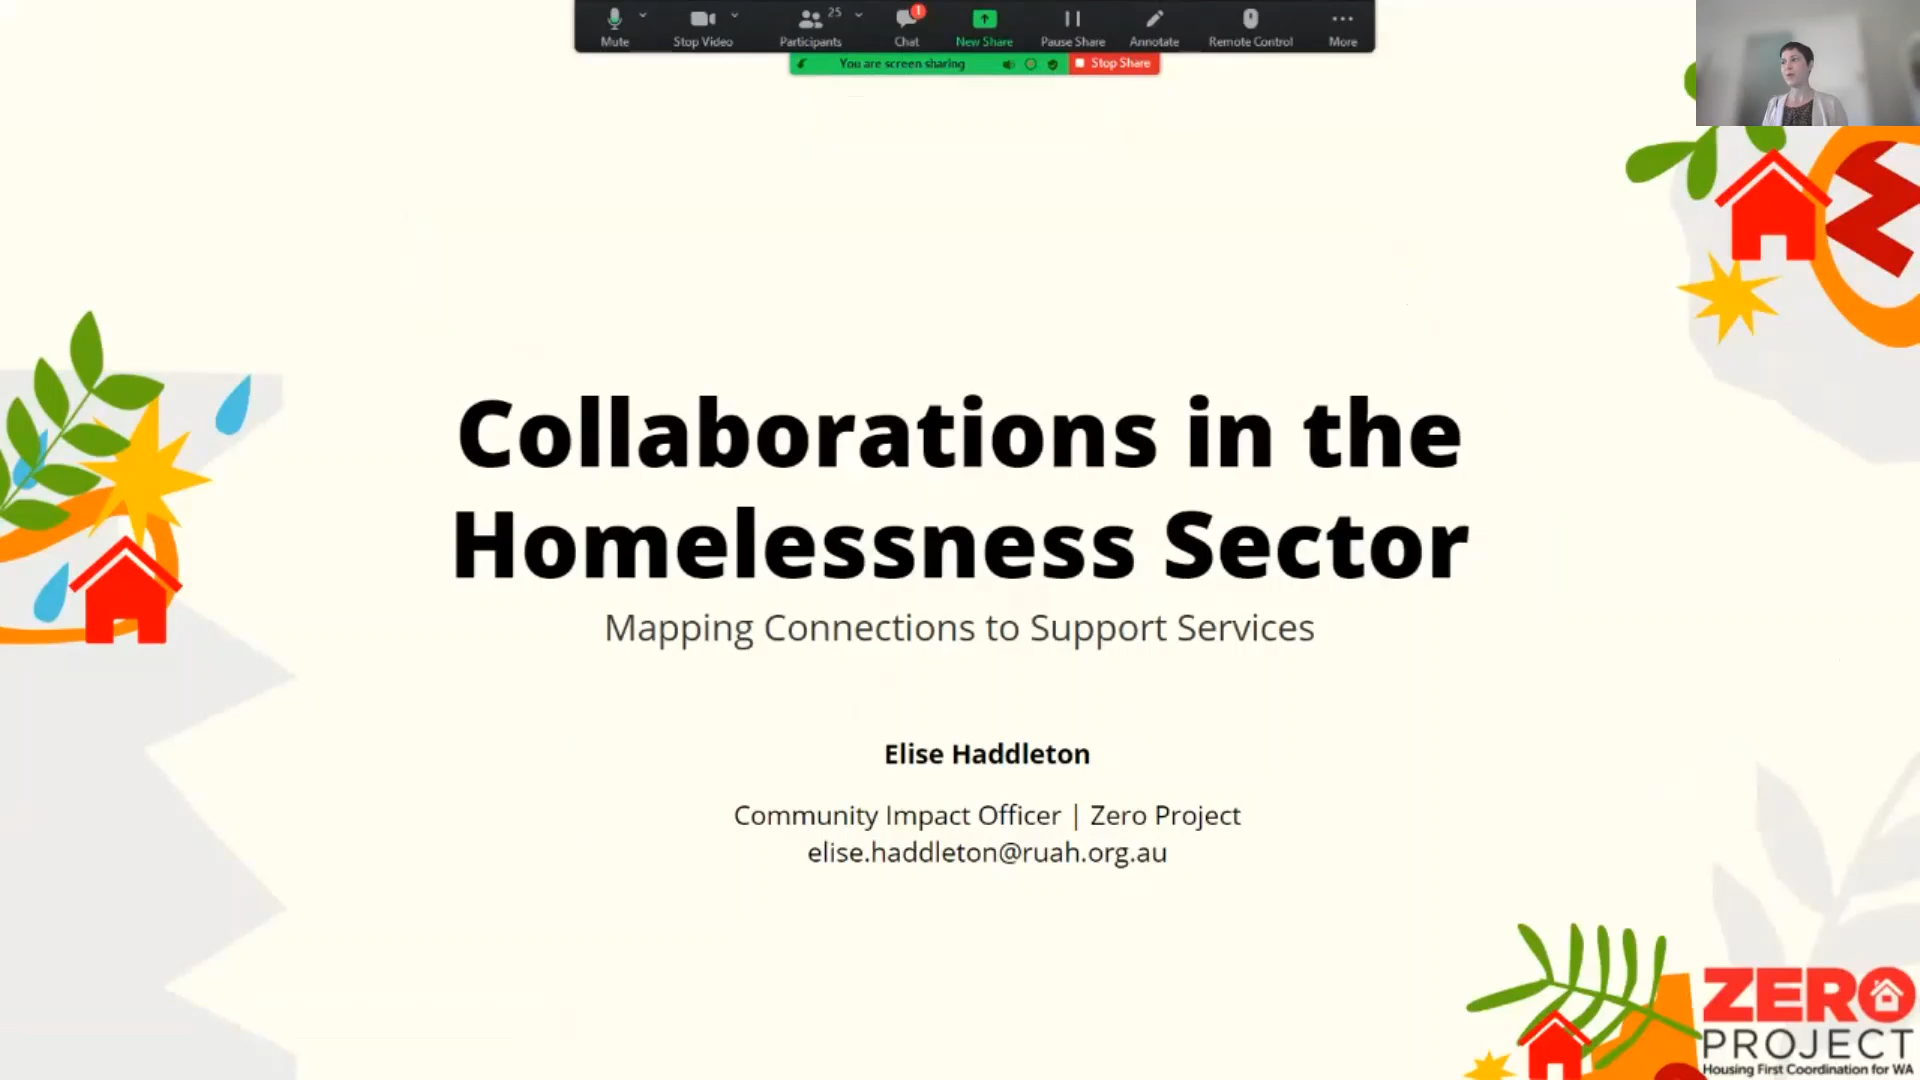 25
1
Mute
Stop Video
Participants
Chat
New Share
Pause Share
Annotate
Remote Control
More
You are screen sharing
Stop Share
Collaborations in the
Homelessness Sector
Mapping Connections to Support Services
Elise Haddleton
Community Impact Officer | Zero Project
elise.haddleton@ruah.org.au
ZERO
PROJECT
Housing First Coordination for WA